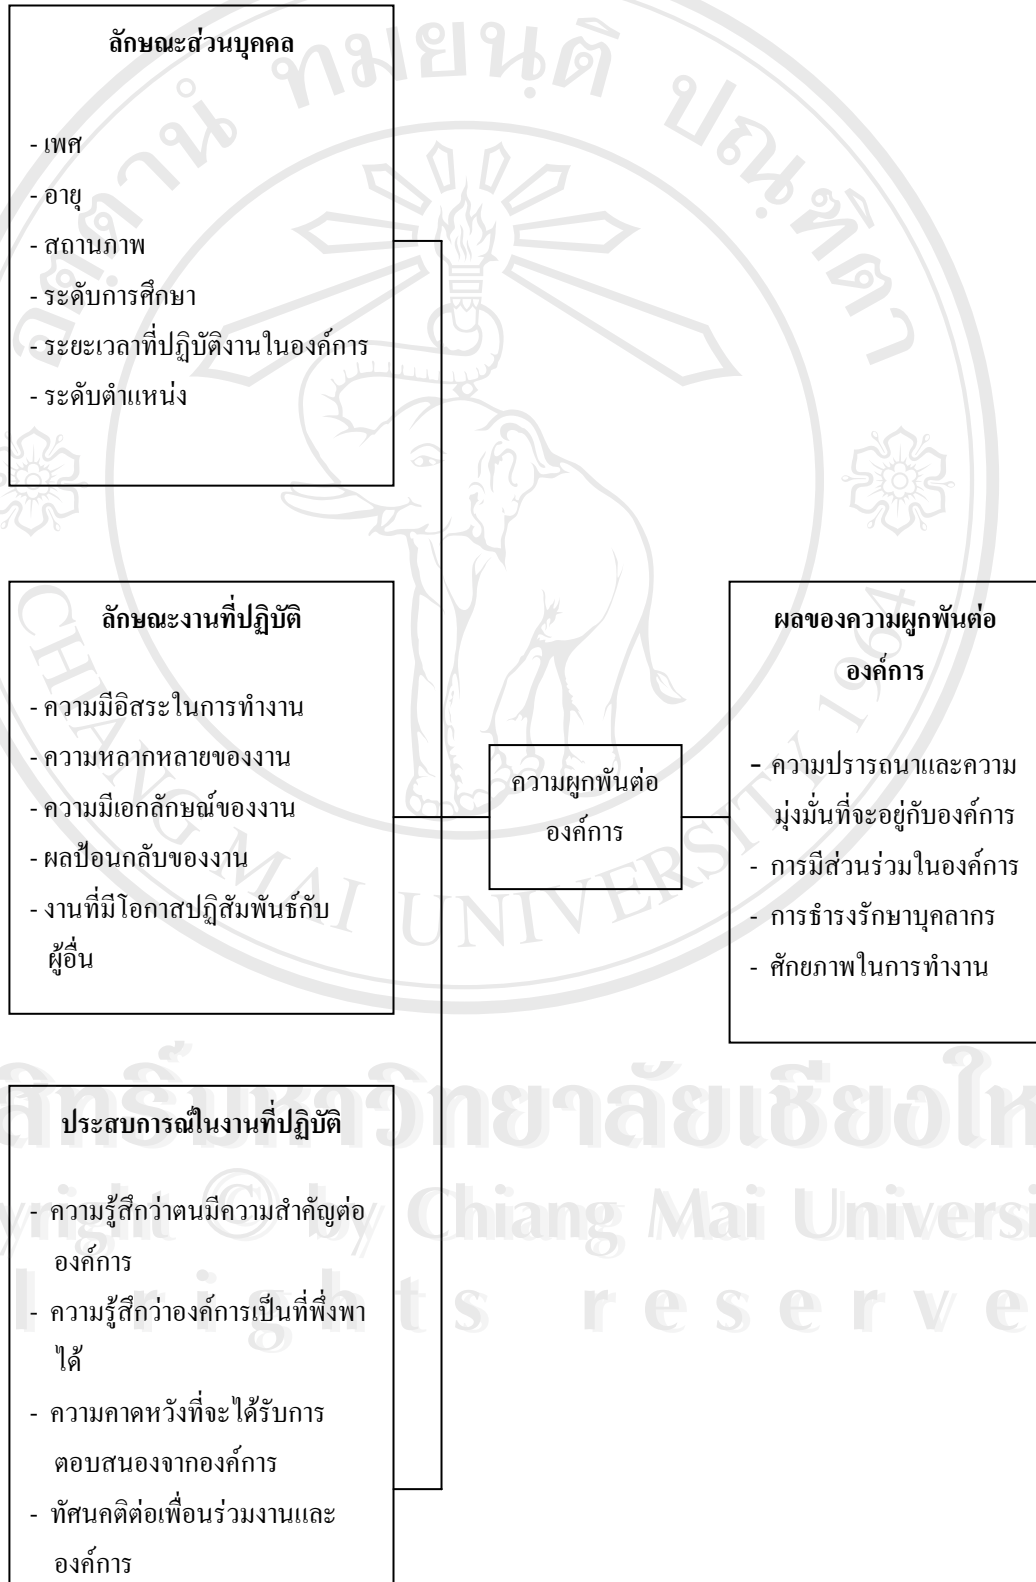 ลักษณะส่วนบุคคล
- เพศ
- อายุ
- สถานภาพ
- ระดับการศึกษา
- ระยะเวลาที่ปฏิบัติงานในองค์การ
- ระดับตำแหน่ง
ลักษณะงานที่ปฏิบัติ
- ความมีอิสระในการทำงาน
- ความหลากหลายของงาน
- ความมีเอกลักษณ์ของงาน
- ผลป้อนกลับของงาน
- งานที่มีโอกาสปฏิสัมพันธ์กับ
ผู้อื่น
ประสบการณ์ในงานที่ปฏิบัติ
- ความรู้สึกว่าตนมีความสำคัญต่อ
องค์การ
- ความรู้สึกว่าองค์การเป็นที่พึ่งพา
ได้
- ความคาดหวังที่จะได้รับการ
ตอบสนองจากองค์การ
- ทัศนคติต่อเพื่อนร่วมงานและ
องค์การ
ความผูกพันต่อ
องค์การ
ผลของความผูกพันต่อ
องค์การ
- ความปรารถนาและความ
มุ่งมั่นที่จะอยู่กับองค์การ
- การมีส่วนร่วมในองค์การ
- การธำรงรักษาบุคลากร
- ศักยภาพในการทำงาน
อตฺตานํ ทมยนฺติ ปณฺฑิตา
CHIANG MAI UNIVERSITY 1964
สิทธิ์มหาวิทยาลัยเชียงให
yright © by Chiang Mai Universi
l rights reserve